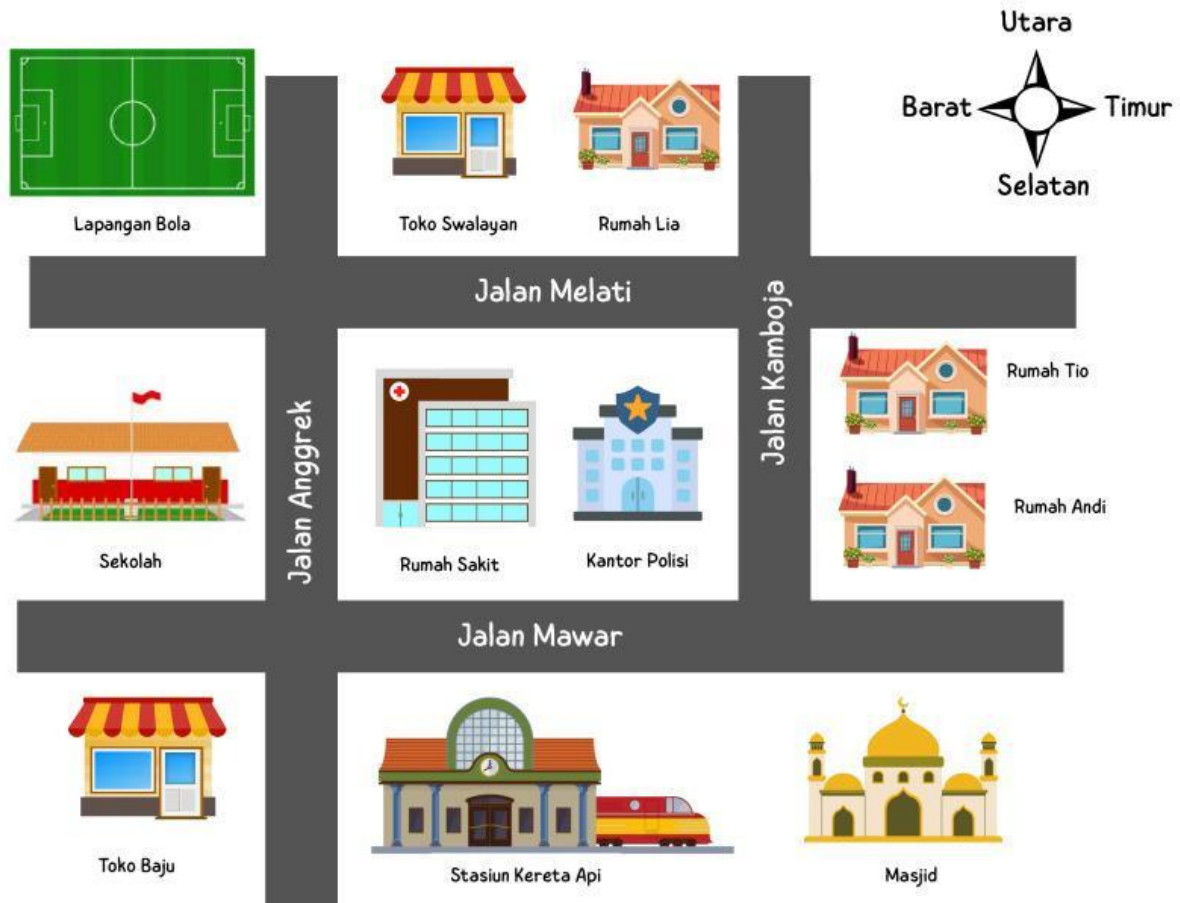 Utara
Barat
Timur
Selatan
Lapangan Bola
Toko Swalayan
Rumah Lia
Jalan Melati
Jalan Kamboja
Rumah Tio
Jalan Anggrek
Rumah Andi
Sekolah
Rumah Sakit
Kantor Polisi
Jalan Mawar
Toko Baju
Stasiun Kereta Api
Masjid